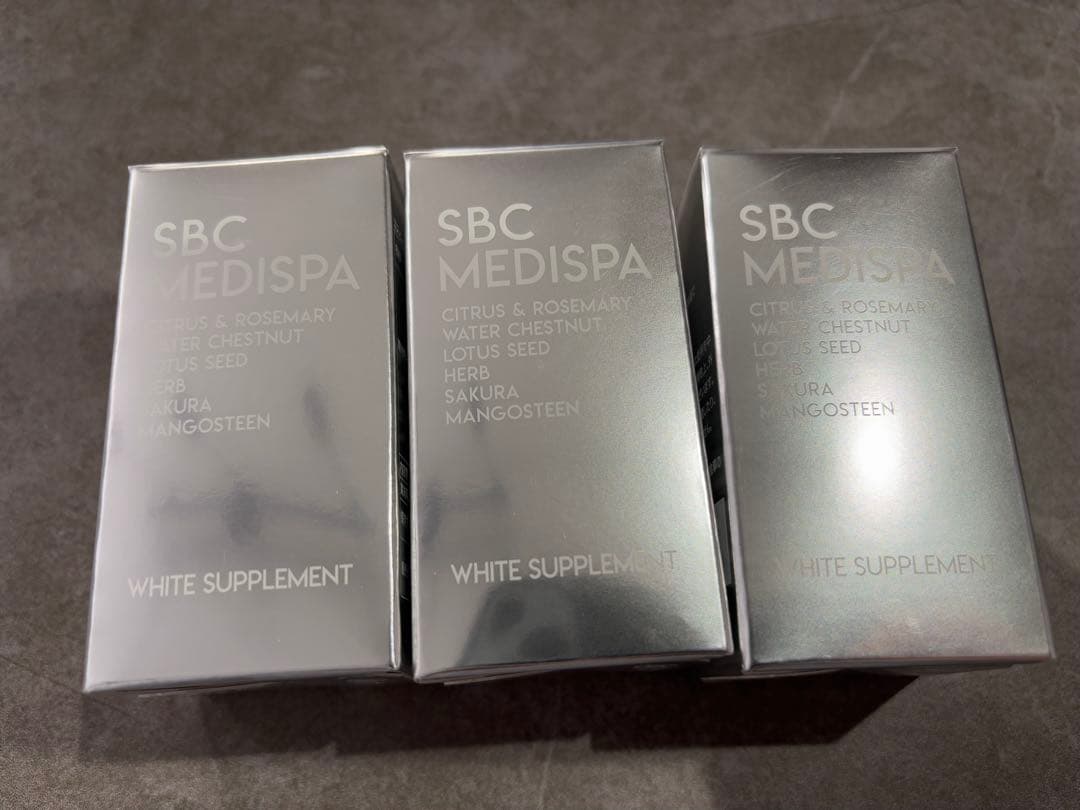 SBC
MEDISPA
CITRUS & ROSEMARY
WATER CHESTNUT
LOTUS SEED
HERB
SAKURA
MANGOSTEEN
WHITE SUPPLEMENT
SBC
MEDISPA
CITRUS & ROSEMARY
WATER CHESTNUT
LOTUS SEED
HERB
SAKURA
MANGOSTEEN
WHITE SUPPLEMENT
SBC
MEDISPA
CITRUS & ROSEMARY
WATER CHESTNUT
LOTUS SEED
HERB
SAKURA
MANGOSTEEN
WHITE SUPPLEMENT